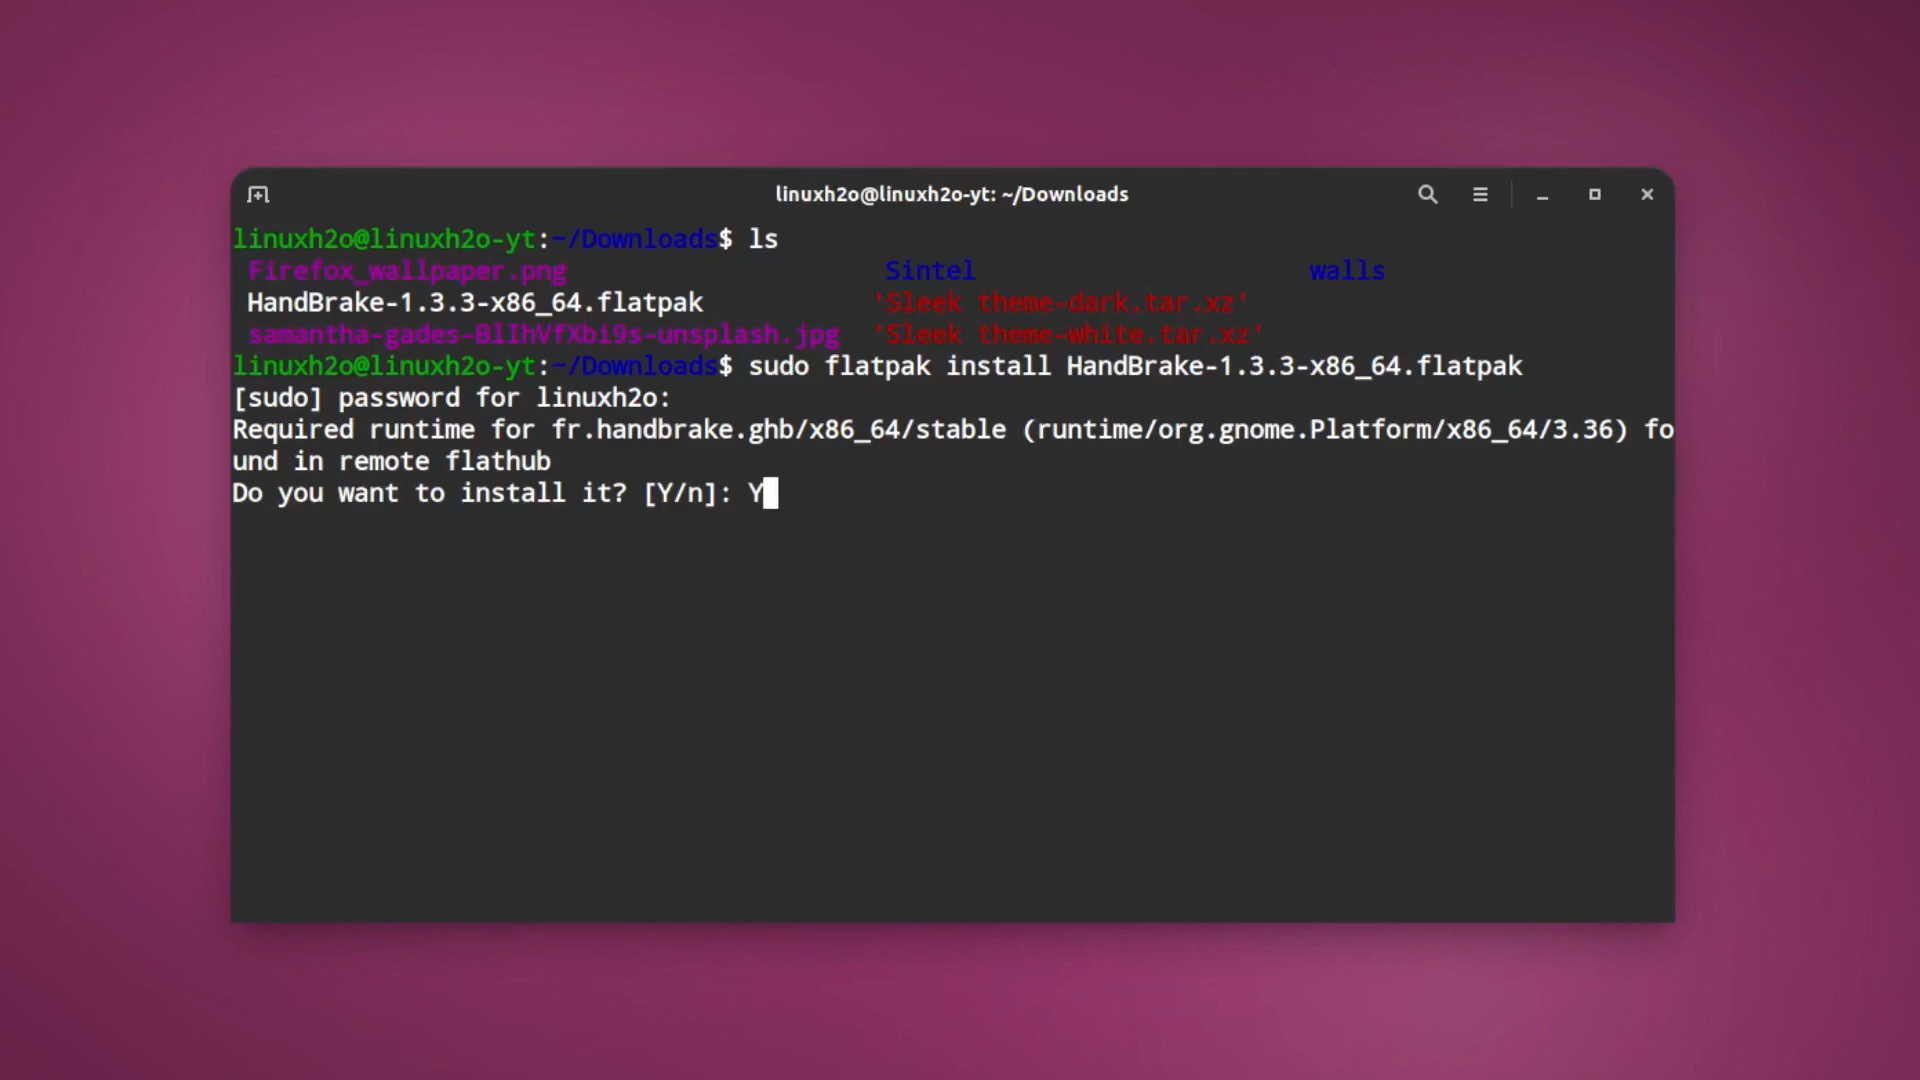 linuxh2o@linuxh2o-yt: ~/Downloads
linuxh2o@linuxh2o-yt:~/Downloads$ ls
Firefox_wallpaper.png Sintel walls
HandBrake-1.3.3-x86_64.flatpak 'Sleek theme-dark.tar.xz'
samantha-gades-BlIhVfXbi9s-unsplash.jpg 'Sleek theme-white.tar.xz'
linuxh2o@linuxh2o-yt:~/Downloads$ sudo flatpak install HandBrake-1.3.3-x86_64.flatpak
[sudo] password for linuxh2o:
Required runtime for fr.handbrake.ghb/x86_64/stable (runtime/org.gnome.Platform/x86_64/3.36) fo
und in remote flathub
Do you want to install it? [Y/n]: Y